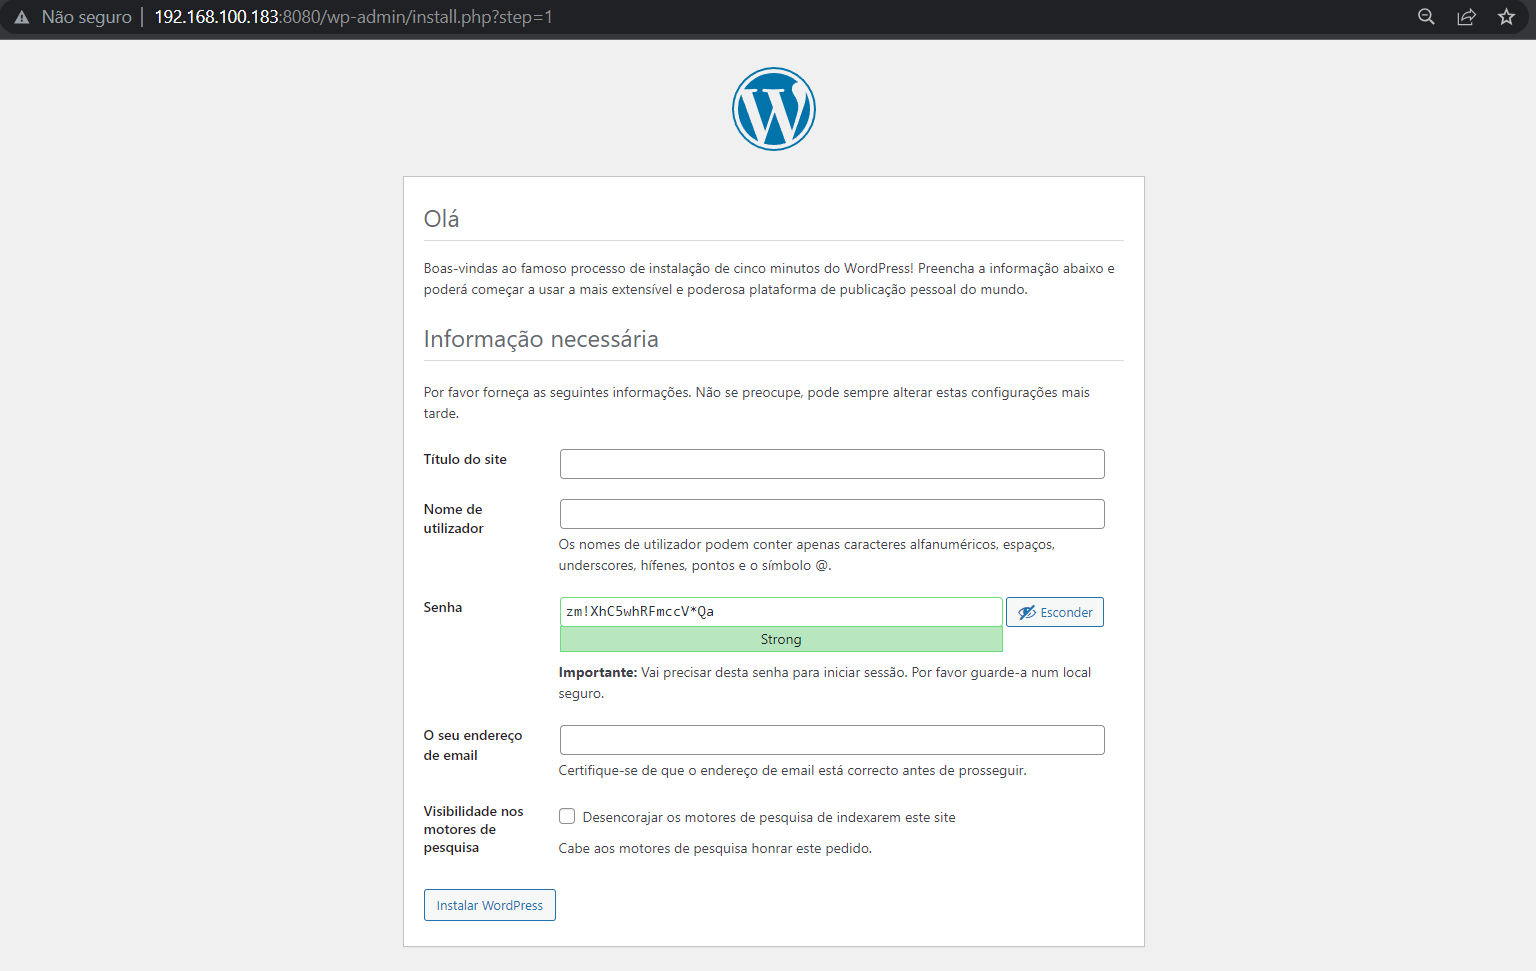 Não seguro | 192.168.100.183:8080/wp-admin/install.php?step=1
W
Olá
Boas-vindas ao famoso processo de instalação de cinco minutos do WordPress! Preencha a informação abaixo e
poderá começar a usar a mais extensível e poderosa plataforma de publicação pessoal do mundo.
Informação necessária
Por favor forneça as seguintes informações. Não se preocupe, pode sempre alterar estas configurações mais
tarde.
Título do site
Nome de
utilizador
Os nomes de utilizador podem conter apenas caracteres alfanuméricos, espaços,
underscores, hífenes, pontos e o símbolo @.
Senha
zm!XhC5whRFmccV*Qa
Esconder
Strong
Importante: Vai precisar desta senha para iniciar sessão. Por favor guarde-a num local
seguro.
O seu endereço
de email
Certifique-se de que o endereço de email está correcto antes de prosseguir.
Visibilidade nos
motores de
pesquisa
Desencorajar os motores de pesquisa de indexarem este site
Cabe aos motores de pesquisa honrar este pedido.
Instalar WordPress